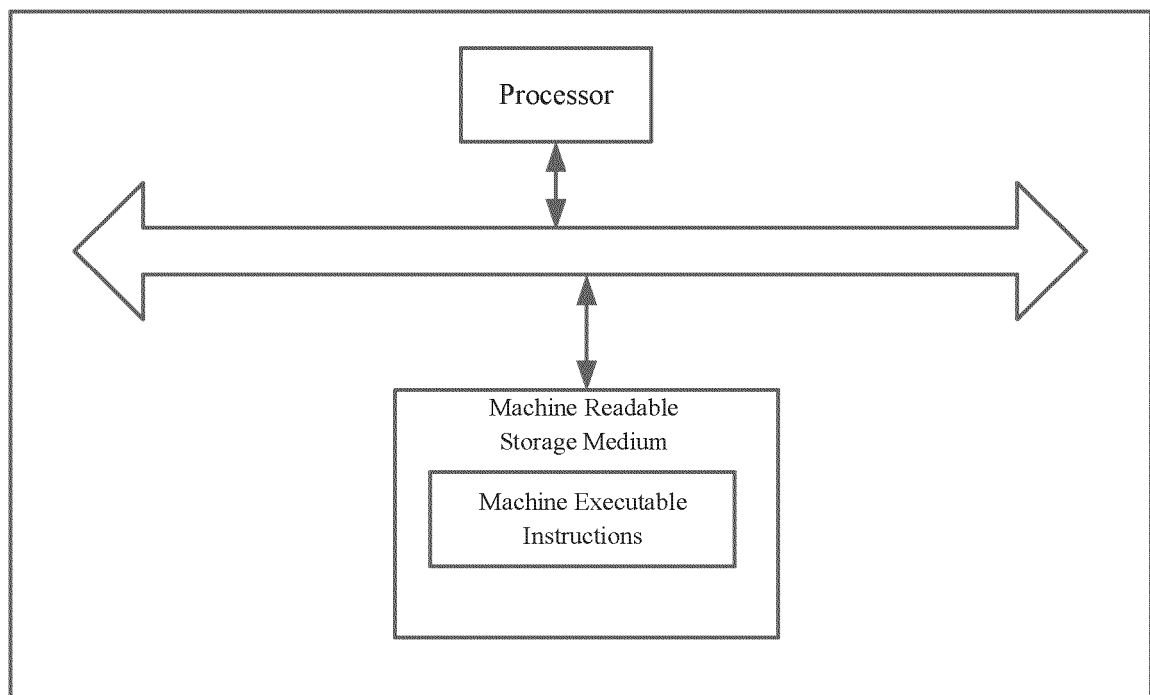 Processor
Machine Readable
Storage Medium
Machine Executable
Instructions